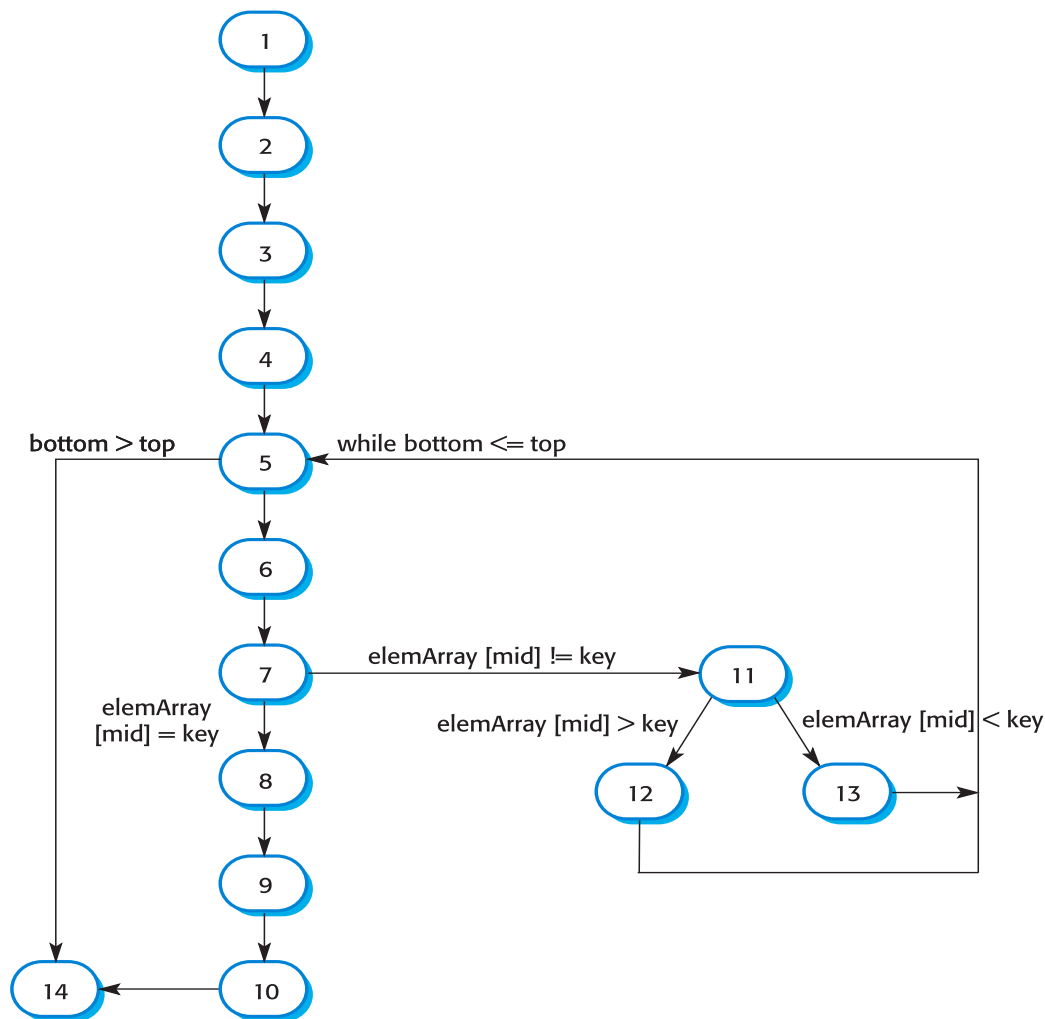 1
2
3
4
bottom > top
while bottom <= top
5
6
7
elemArray [mid] != key
11
elemArray
[mid] = key
elemArray [mid] > key
elemArray [mid] < key
8
12
13
9
14
10